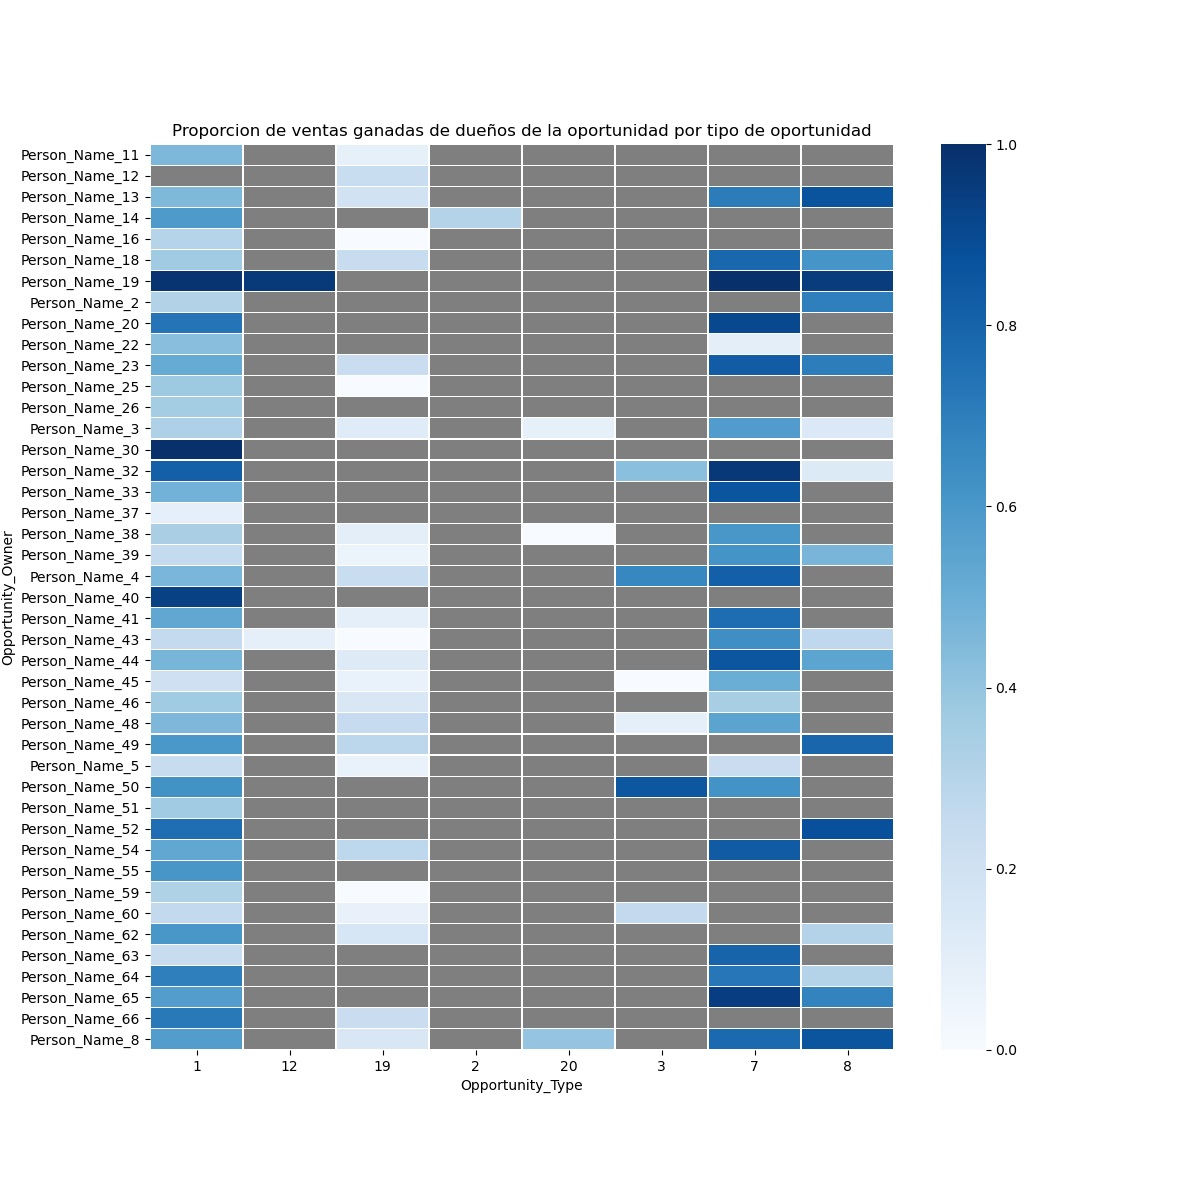 Proporcion de ventas ganadas de dueños de la oportunidad por tipo de oportunidad
Opportunity_Owner
Person_Name_11
Person_Name_12
Person_Name_13
Person_Name_14
Person_Name_16
Person_Name_18
Person_Name_19
Person_Name_2
Person_Name_20
Person_Name_22
Person_Name_23
Person_Name_25
Person_Name_26
Person_Name_3
Person_Name_30
Person_Name_32
Person_Name_33
Person_Name_37
Person_Name_38
Person_Name_39
Person_Name_4
Person_Name_40
Person_Name_41
Person_Name_43
Person_Name_44
Person_Name_45
Person_Name_46
Person_Name_48
Person_Name_49
Person_Name_5
Person_Name_50
Person_Name_51
Person_Name_52
Person_Name_54
Person_Name_55
Person_Name_59
Person_Name_60
Person_Name_62
Person_Name_63
Person_Name_64
Person_Name_65
Person_Name_66
Person_Name_8
1 12 19 2 20 3 7 8
Opportunity_Type
1.0
0.8
0.6
0.4
0.2
0.0